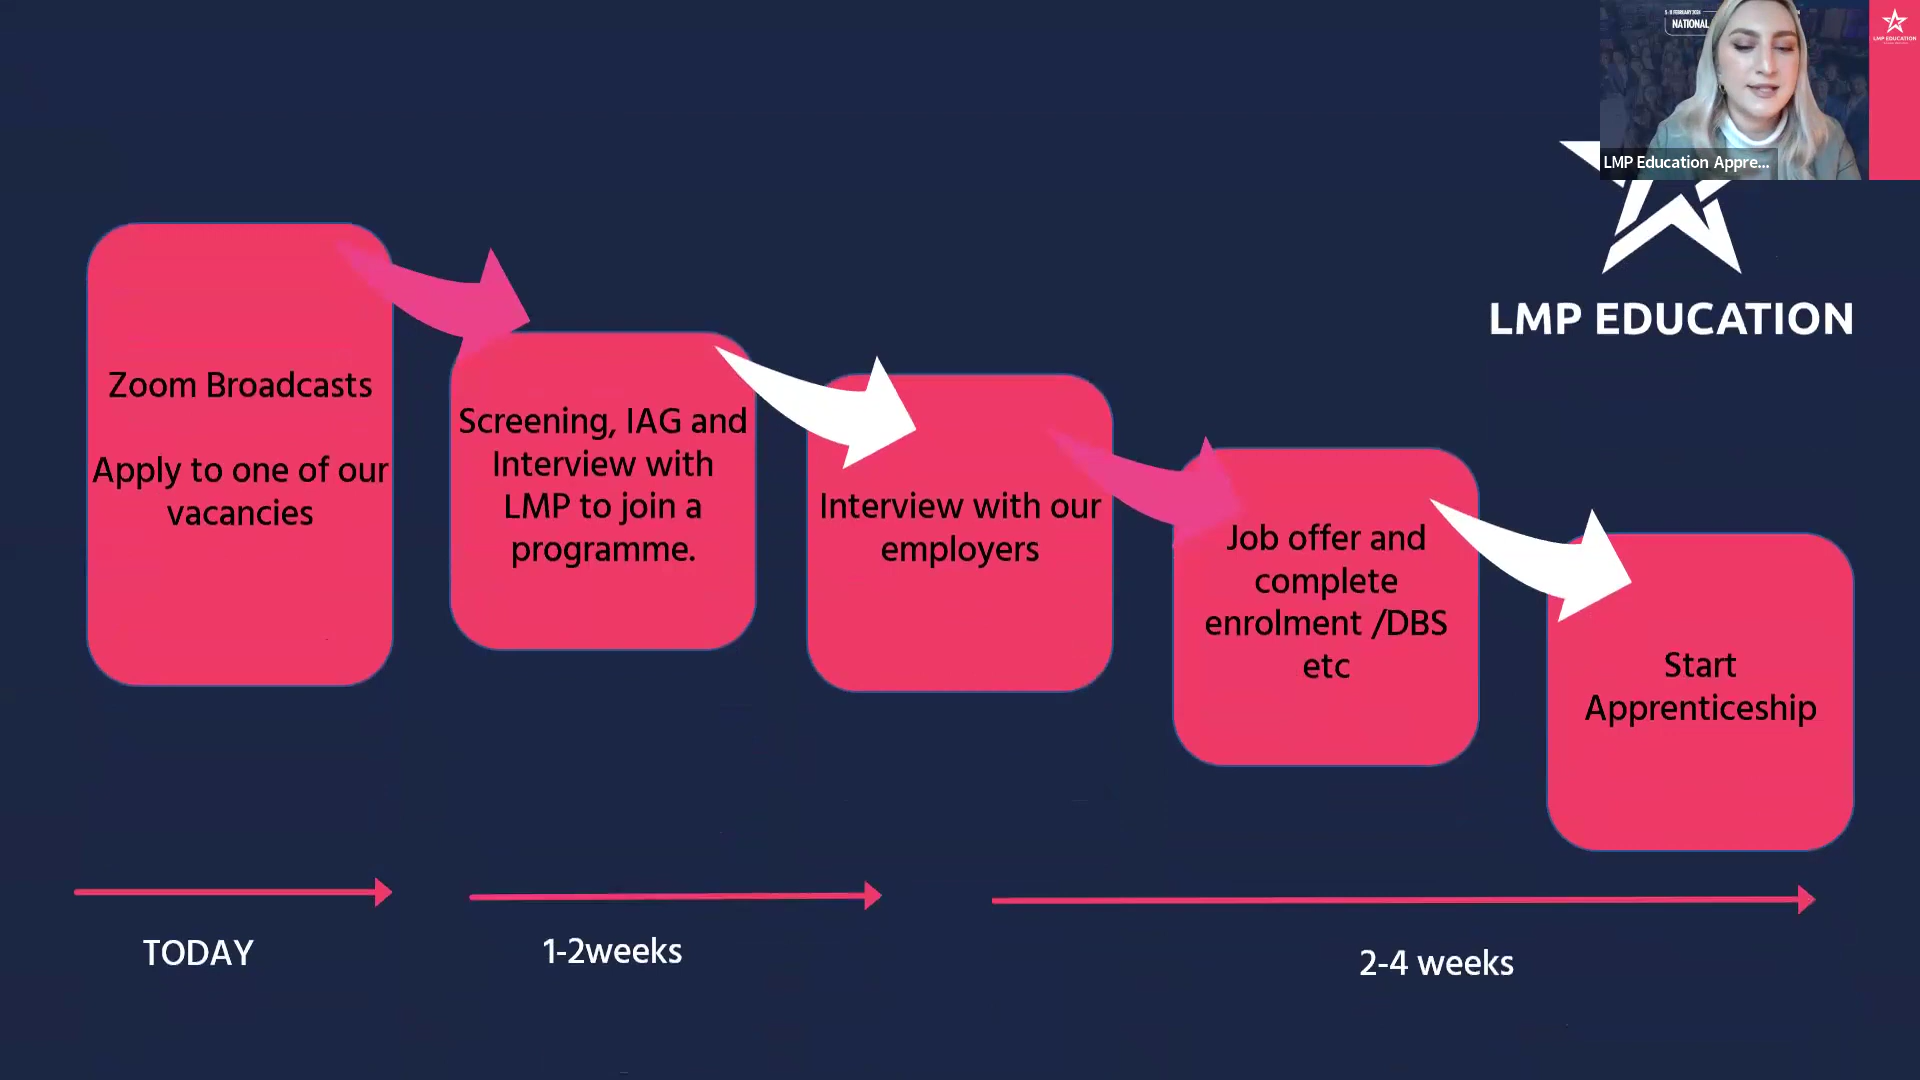 NATIONAL
LMP EDUCATION
LMP Education Appre...
LMP EDUCATION
Zoom Broadcasts
Apply to one of our
vacancies
Screening, IAG and
Interview with
LMP to join a
programme.
Interview with our
employers
Job offer and
complete
enrolment /DBS
etc
Start
Apprenticeship
TODAY
1-2weeks
2-4 weeks